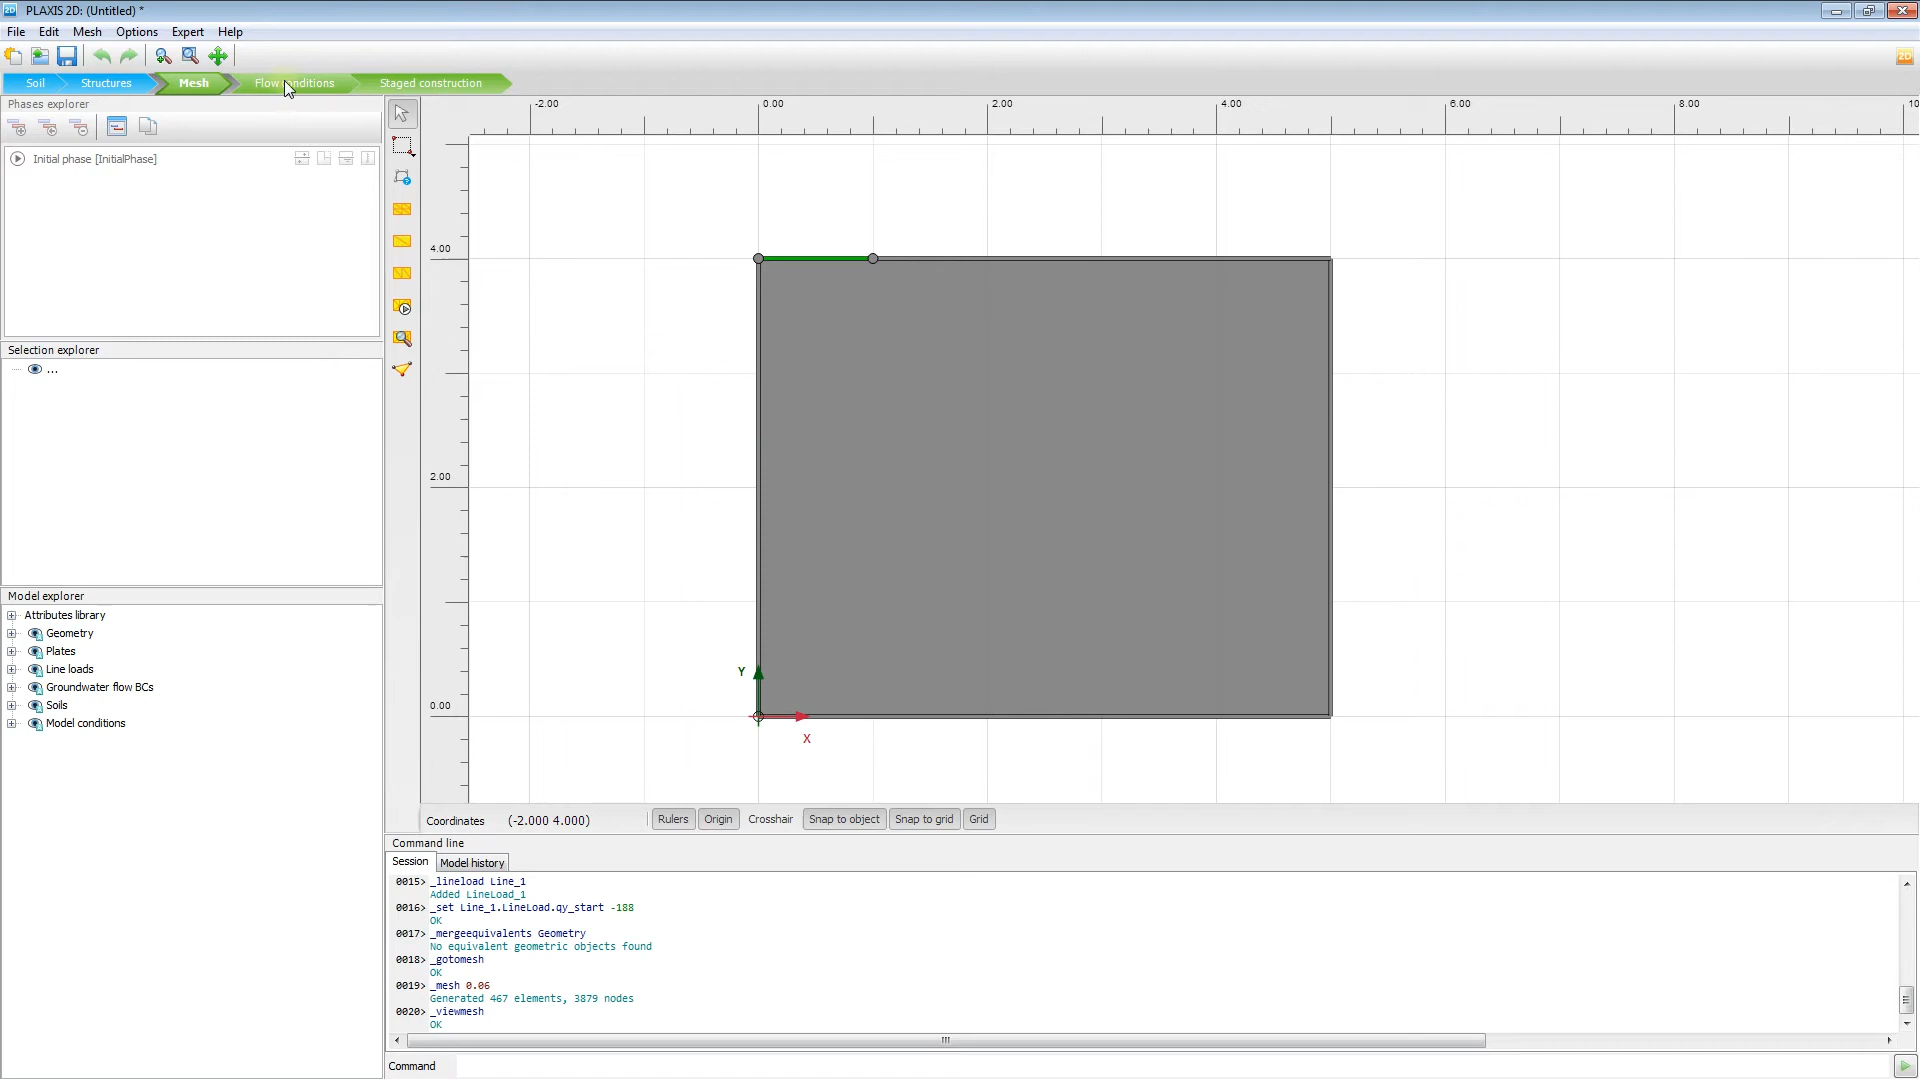 PLAXIS 2D: (Untitled) *
File Edit Mesh Options Expert Help
Soil Structures Mesh Flow conditions Staged construction
Phases explorer
Initial phase [InitialPhase]
Selection explorer
...
Model explorer
Attributes library
Geometry
Plates
Line loads
Groundwater flow BCs
Soils
Model conditions
-2.00 0.00 2.00 4.00 6.00 8.00 10
4.00
2.00
0.00
Y
X
Coordinates (-2.000 4.000) Rulers Origin Crosshair Snap to object Snap to grid Grid
Command line
Session Model history
0015> _lineload Line_1
Added LineLoad_1
0016> _set Line_1.LineLoad.qy_start -188
OK
0017> _mergeequivalents Geometry
No equivalent geometric objects found
0018> _gotomesh
OK
0019> _mesh 0.06
Generated 467 elements, 3879 nodes
0020> _viewmesh
OK
Command